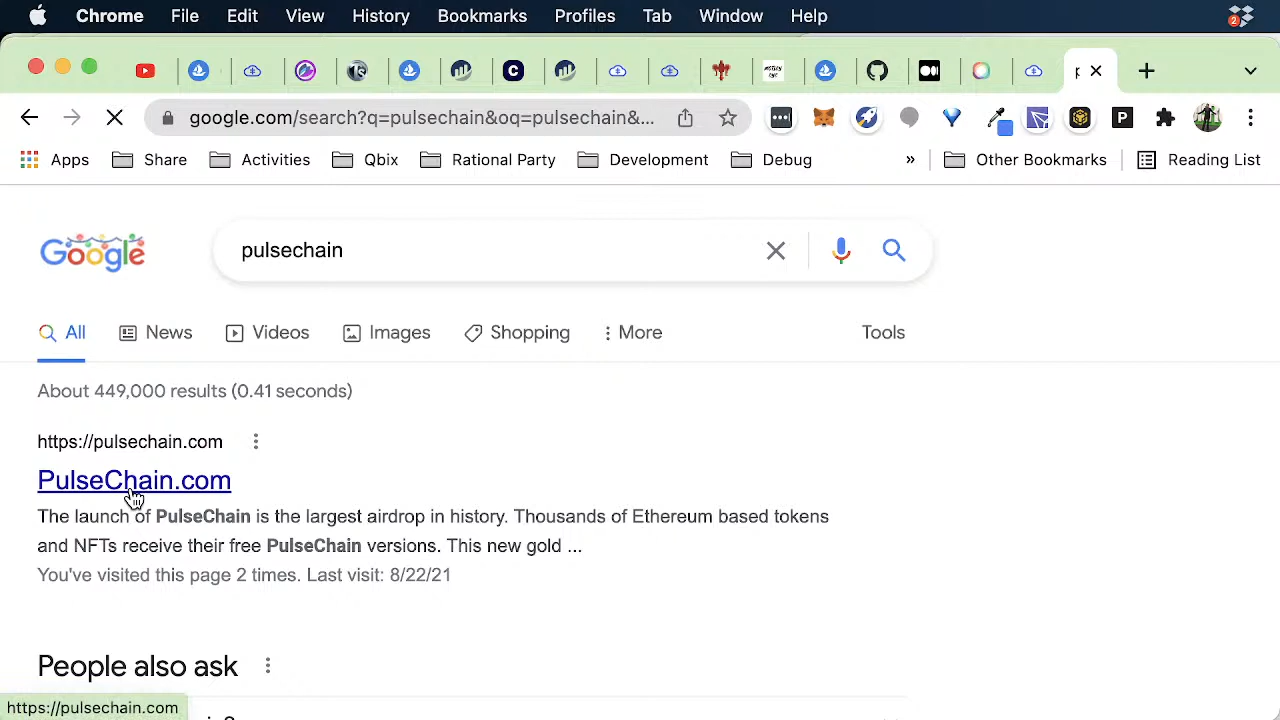 Chrome File Edit View History Bookmarks Profiles Tab Window Help
2
google.com/search?q=pulsechain&oq=pulsechain&...
Apps Share Activities Qbix Rational Party Development Debug » Other Bookmarks Reading List
Google pulsechain
All News Videos Images Shopping More Tools
About 449,000 results (0.41 seconds)
https://pulsechain.com
PulseChain.com
The launch of PulseChain is the largest airdrop in history. Thousands of Ethereum based tokens
and NFTs receive their free PulseChain versions. This new gold ...
You've visited this page 2 times. Last visit: 8/22/21
People also ask
https://pulsechain.com